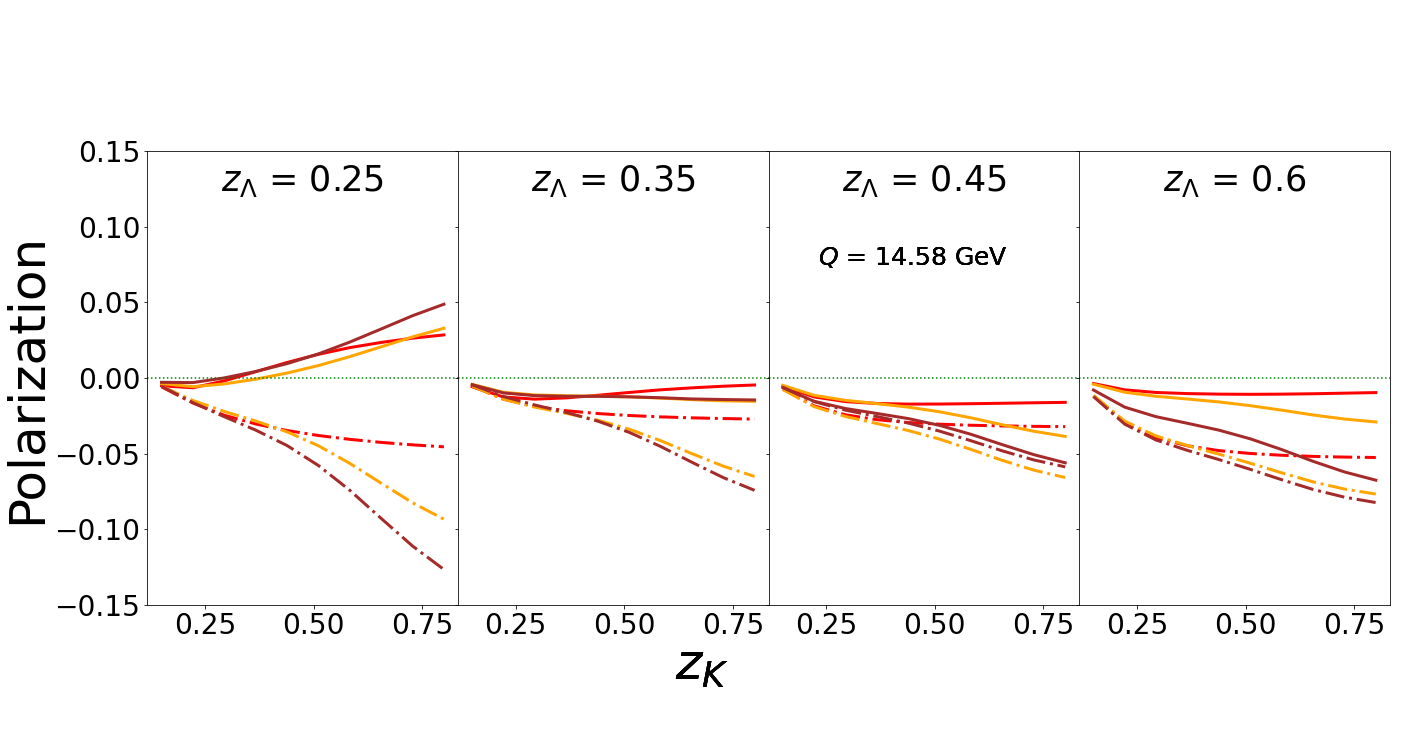 z_Λ = 0.25
z_Λ = 0.35
z_Λ = 0.45
z_Λ = 0.6
Q = 14.58 GeV
Polarization
0.15
0.10
0.05
0.00
−0.05
−0.10
−0.15
0.25 0.50 0.75
0.25 0.50 0.75
0.25 0.50 0.75
0.25 0.50 0.75
z_K